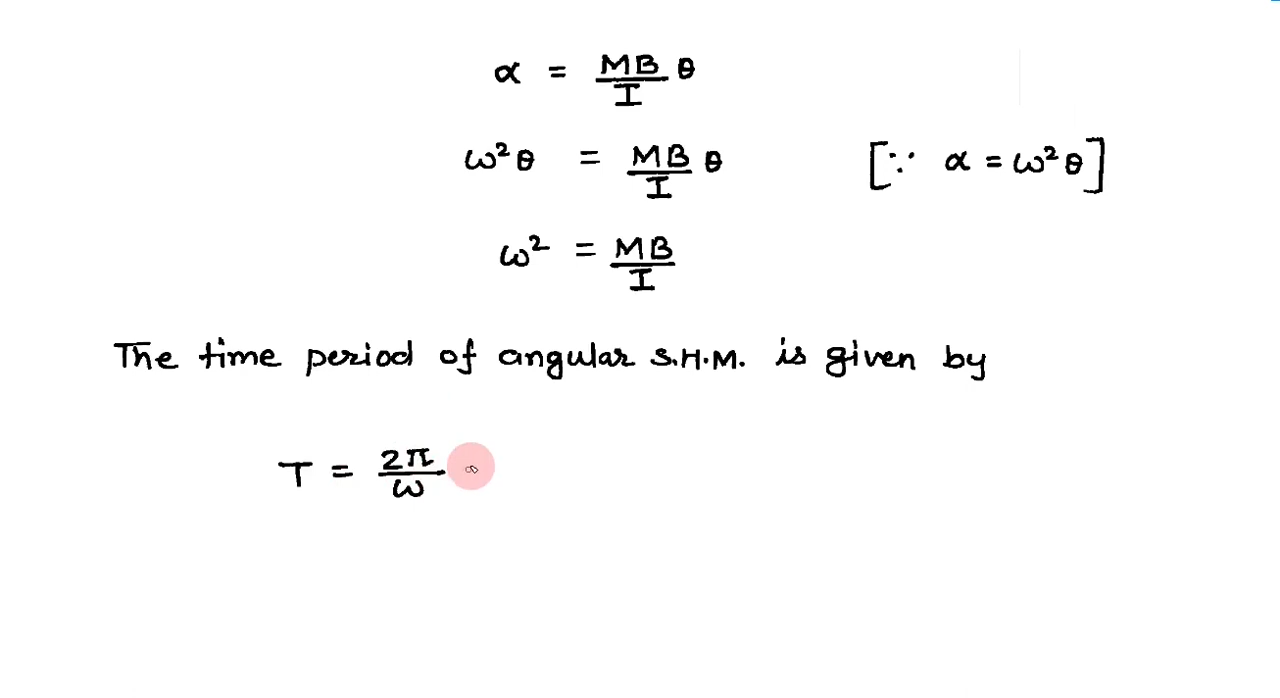 α = MB/I θ
ω²θ = MB/I θ [∵ α = ω²θ]
ω² = MB/I
The time period of angular S.H.M. is given by
T = 2π/ω